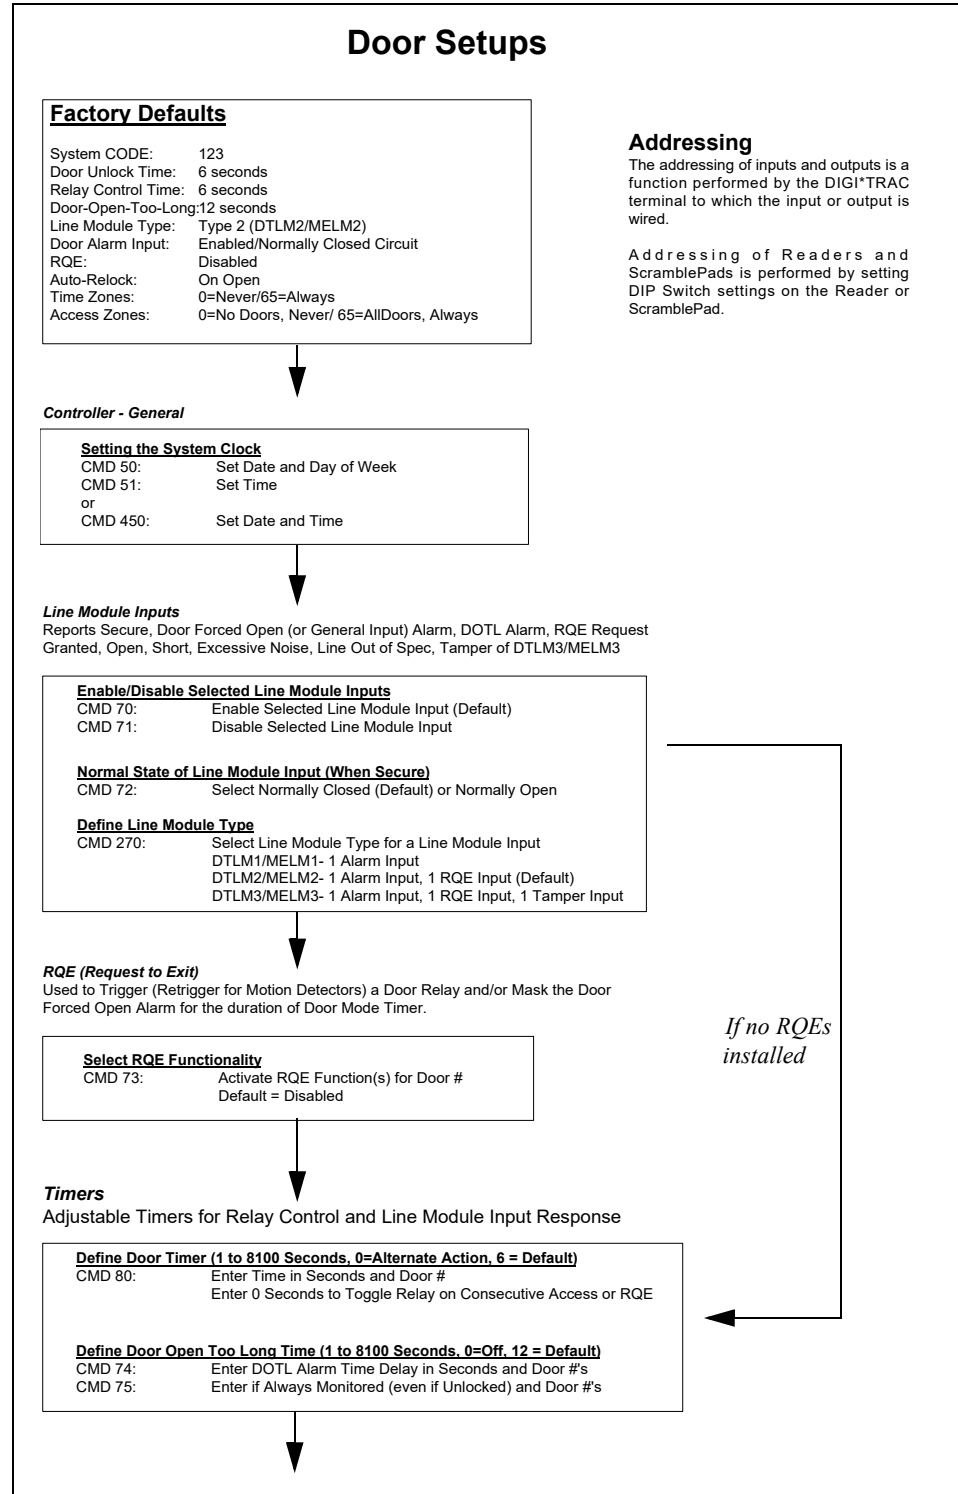 Door Setups
Factory Defaults
System CODE: 123
Door Unlock Time: 6 seconds
Relay Control Time: 6 seconds
Door-Open-Too-Long:12 seconds
Line Module Type: Type 2 (DTLM2/MELM2)
Door Alarm Input: Enabled/Normally Closed Circuit
RQE: Disabled
Auto-Relock: On Open
Time Zones: 0=Never/65=Always
Access Zones: 0=No Doors, Never/ 65=AllDoors, Always
Addressing
The addressing of inputs and outputs is a
function performed by the DIGI*TRAC
terminal to which the input or output is
wired.
Addressing of Readers and
ScramblePads is performed by setting
DIP Switch settings on the Reader or
ScramblePad.
Controller - General
Setting the System Clock
CMD 50: Set Date and Day of Week
CMD 51: Set Time
or
CMD 450: Set Date and Time
Line Module Inputs
Reports Secure, Door Forced Open (or General Input) Alarm, DOTL Alarm, RQE Request
Granted, Open, Short, Excessive Noise, Line Out of Spec, Tamper of DTLM3/MELM3
Enable/Disable Selected Line Module Inputs
CMD 70: Enable Selected Line Module Input (Default)
CMD 71: Disable Selected Line Module Input
Normal State of Line Module Input (When Secure)
CMD 72: Select Normally Closed (Default) or Normally Open
Define Line Module Type
CMD 270: Select Line Module Type for a Line Module Input
DTLM1/MELM1- 1 Alarm Input
DTLM2/MELM2- 1 Alarm Input, 1 RQE Input (Default)
DTLM3/MELM3- 1 Alarm Input, 1 RQE Input, 1 Tamper Input
RQE (Request to Exit)
Used to Trigger (Retrigger for Motion Detectors) a Door Relay and/or Mask the Door
Forced Open Alarm for the duration of Door Mode Timer.
If no RQEs
installed
Select RQE Functionality
CMD 73: Activate RQE Function(s) for Door #
Default = Disabled
Timers
Adjustable Timers for Relay Control and Line Module Input Response
Define Door Timer (1 to 8100 Seconds, 0=Alternate Action, 6 = Default)
CMD 80: Enter Time in Seconds and Door #
Enter 0 Seconds to Toggle Relay on Consecutive Access or RQE
Define Door Open Too Long Time (1 to 8100 Seconds, 0=Off, 12 = Default)
CMD 74: Enter DOTL Alarm Time Delay in Seconds and Door #'s
CMD 75: Enter if Always Monitored (even if Unlocked) and Door #'s